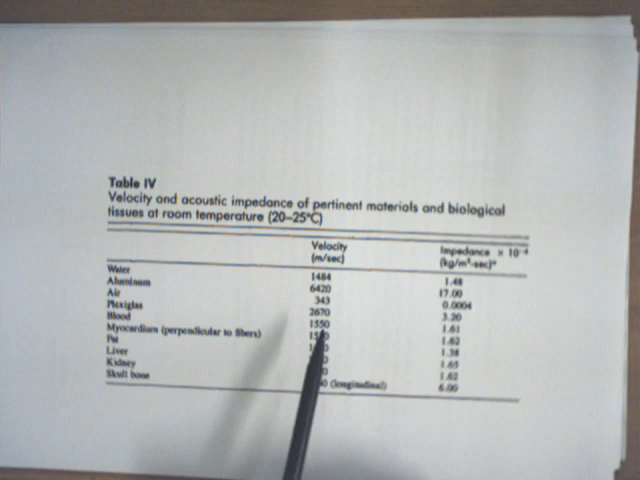 Table IV
Velocity and acoustic impedance of pertinent materials and biological
tissues at room temperature (20–25°C)
Velocity Impedance × 10⁻⁶
(m/sec) (kg/m²-sec)*
Water 1484 1.48
Aluminum 6420 17.00
Air 343 0.0004
Plexiglas 2670 3.20
Blood 1550 1.61
Myocardium (perpendicular to fibers) 1.62
Fat 1.38
Liver 1.65
Kidney 1.62
Skull bone (longitudinal) 6.00